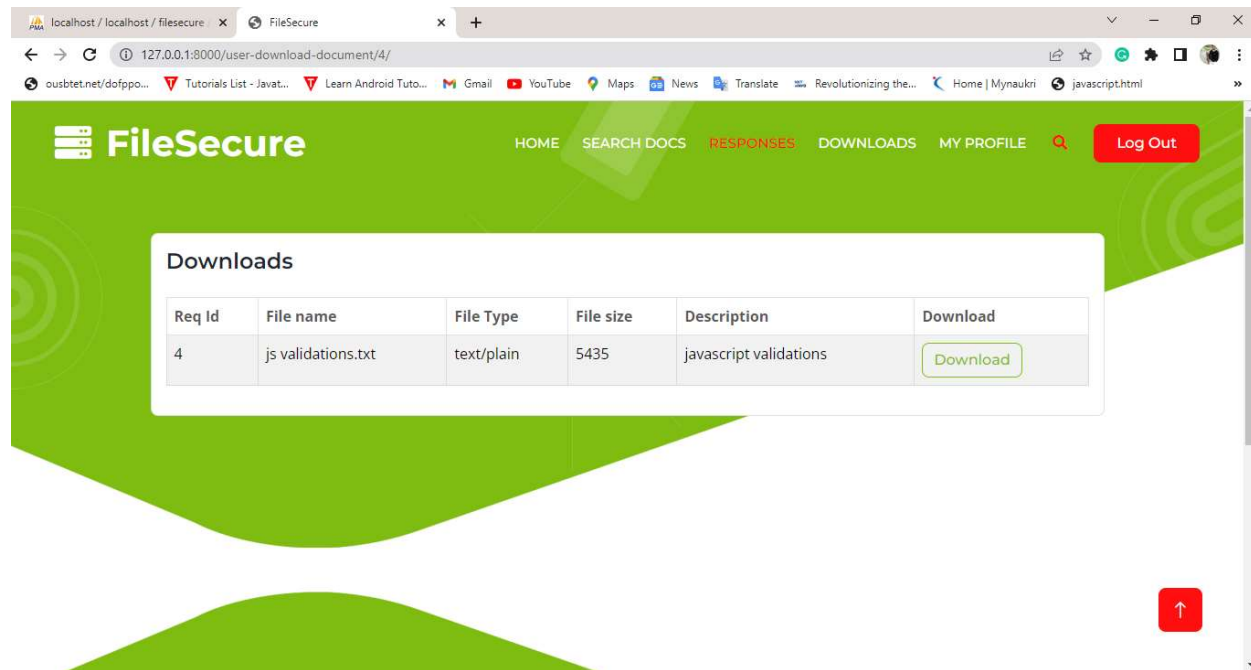 localhost / localhost / filesecure FileSecure
127.0.0.1:8000/user-download-document/4/
ousbtet.net/dofppo... Tutorials List - Javat... Learn Android Tuto... Gmail YouTube Maps News Translate Revolutionizing the... Home | Mynaukri javascript.html »
FileSecure HOME SEARCH DOCS RESPONSES DOWNLOADS MY PROFILE Log Out
Downloads
Req Id File name File Type File size Description Download
4 js validations.txt text/plain 5435 javascript validations Download